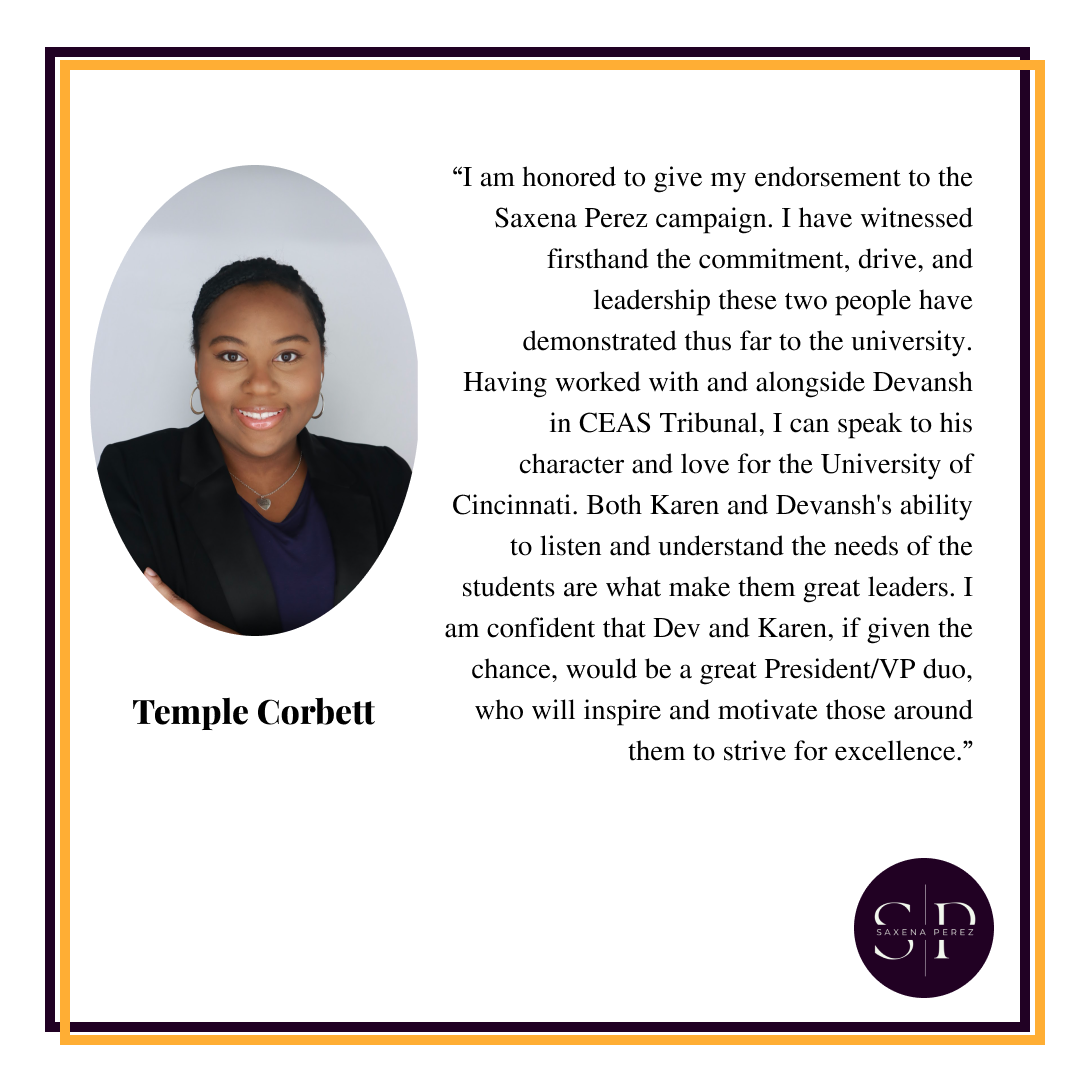 “I am honored to give my endorsement to the
Saxena Perez campaign. I have witnessed
firsthand the commitment, drive, and
leadership these two people have
demonstrated thus far to the university.
Having worked with and alongside Devansh
in CEAS Tribunal, I can speak to his
character and love for the University of
Cincinnati. Both Karen and Devansh's ability
to listen and understand the needs of the
students are what make them great leaders. I
am confident that Dev and Karen, if given the
chance, would be a great President/VP duo,
who will inspire and motivate those around
them to strive for excellence.”
Temple Corbett
S P
SAXENA PEREZ